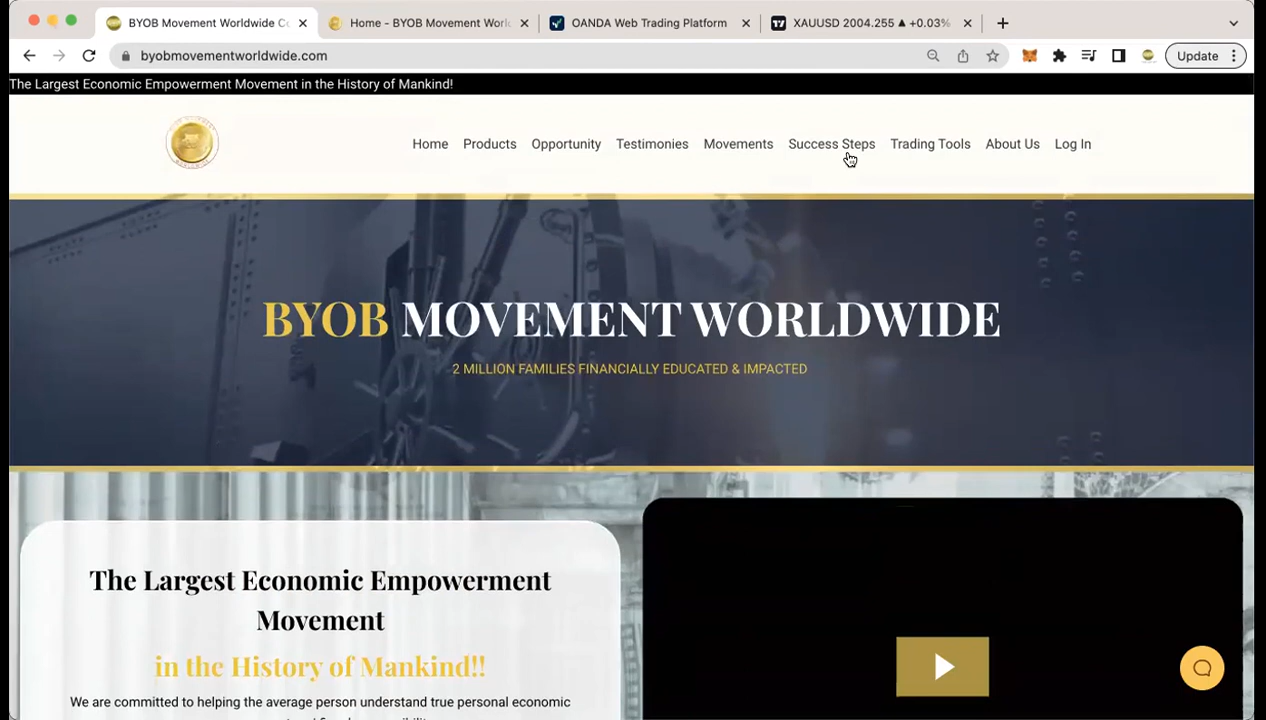 BYOB Movement Worldwide Co
Home - BYOB Movement Worl
OANDA Web Trading Platform
XAUUSD 2004.255 ▲ +0.03%
byobmovementworldwide.com
Update
The Largest Economic Empowerment Movement in the History of Mankind!
Home Products Opportunity Testimonies Movements Success Steps Trading Tools About Us Log In
BYOB MOVEMENT WORLDWIDE
2 MILLION FAMILIES FINANCIALLY EDUCATED & IMPACTED
The Largest Economic Empowerment
Movement
in the History of Mankind!!
We are committed to helping the average person understand true personal economic